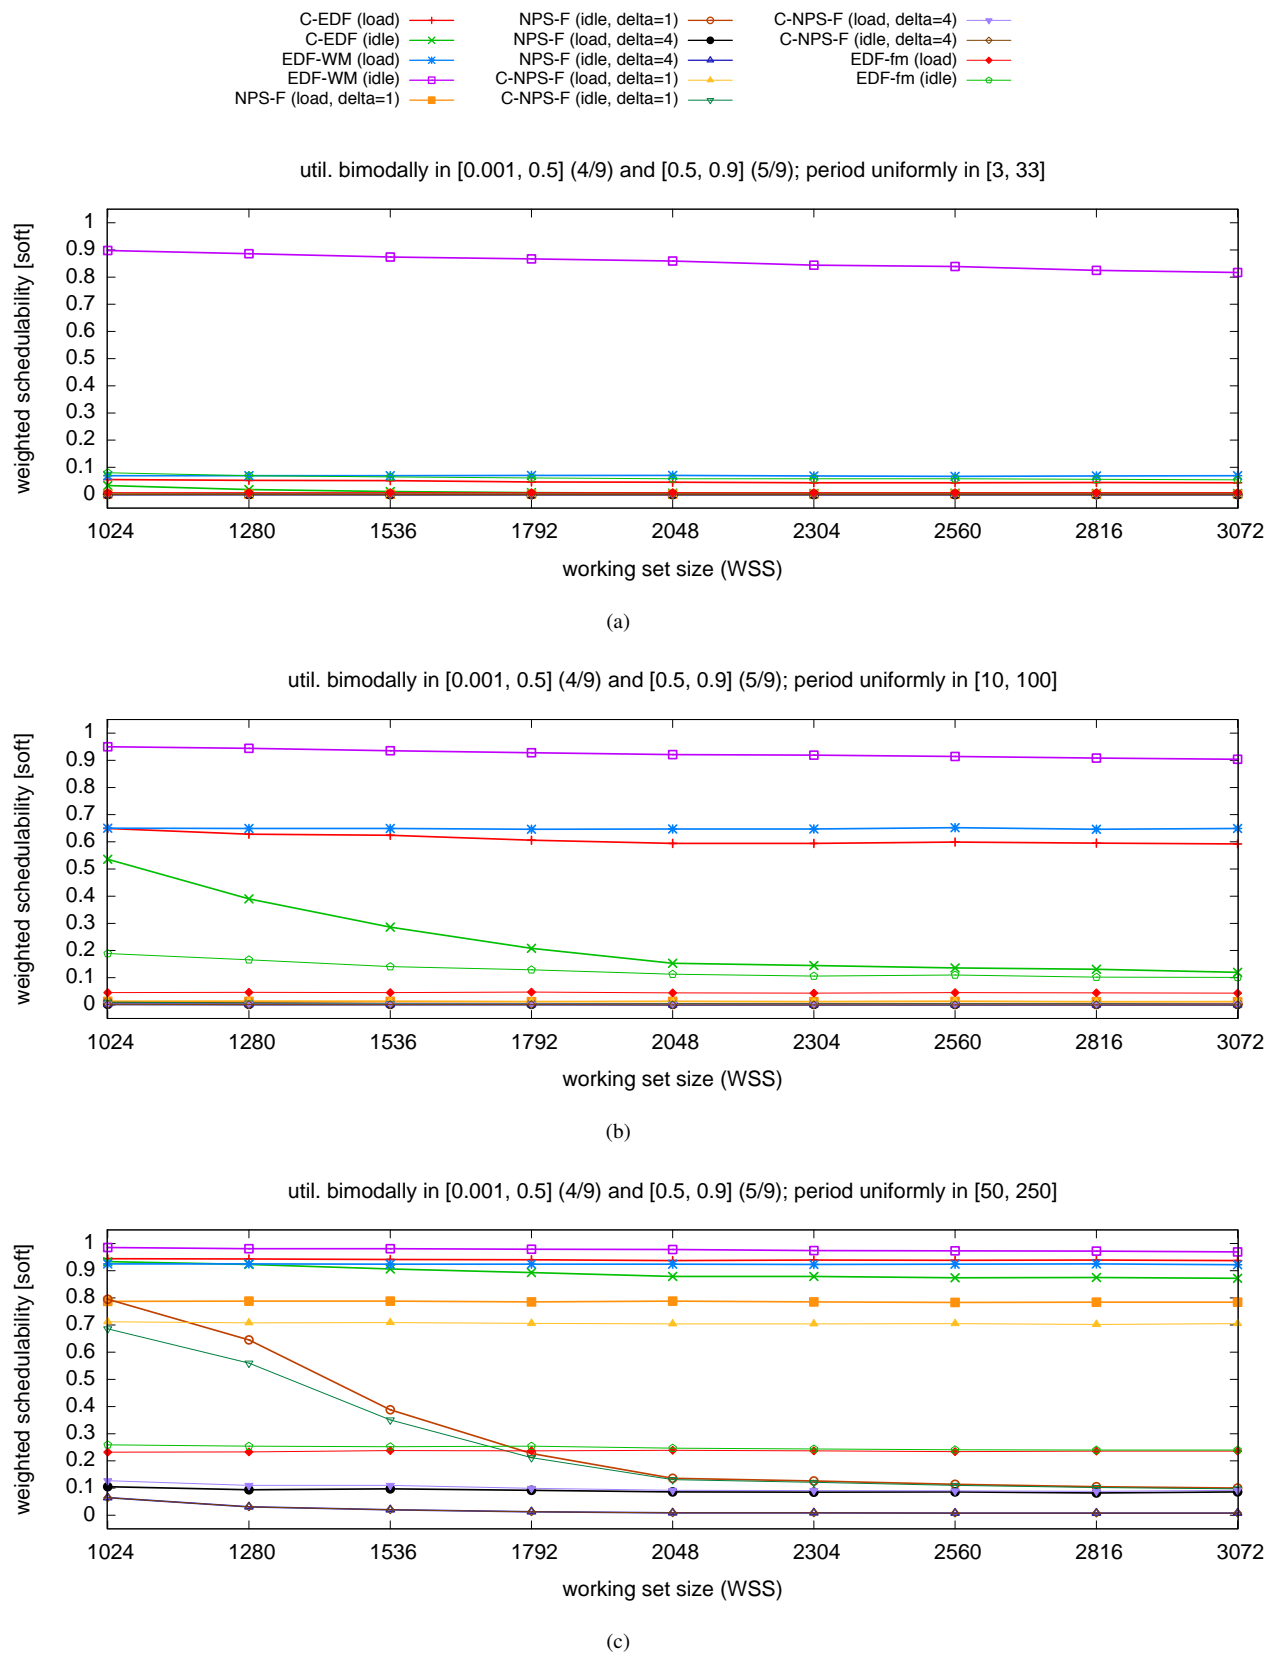 C-EDF (load)
C-EDF (idle)
EDF-WM (load)
EDF-WM (idle)
NPS-F (load, delta=1)
NPS-F (idle, delta=1)
NPS-F (load, delta=4)
NPS-F (idle, delta=4)
C-NPS-F (load, delta=1)
C-NPS-F (idle, delta=1)
C-NPS-F (load, delta=4)
C-NPS-F (idle, delta=4)
EDF-fm (load)
EDF-fm (idle)
util. bimodally in [0.001, 0.5] (4/9) and [0.5, 0.9] (5/9); period uniformly in [3, 33]
weighted schedulability [soft]
1
0.9
0.8
0.7
0.6
0.5
0.4
0.3
0.2
0.1
0
1024 1280 1536 1792 2048 2304 2560 2816 3072
working set size (WSS)
(a)
util. bimodally in [0.001, 0.5] (4/9) and [0.5, 0.9] (5/9); period uniformly in [10, 100]
weighted schedulability [soft]
1
0.9
0.8
0.7
0.6
0.5
0.4
0.3
0.2
0.1
0
1024 1280 1536 1792 2048 2304 2560 2816 3072
working set size (WSS)
(b)
util. bimodally in [0.001, 0.5] (4/9) and [0.5, 0.9] (5/9); period uniformly in [50, 250]
weighted schedulability [soft]
1
0.9
0.8
0.7
0.6
0.5
0.4
0.3
0.2
0.1
0
1024 1280 1536 1792 2048 2304 2560 2816 3072
working set size (WSS)
(c)